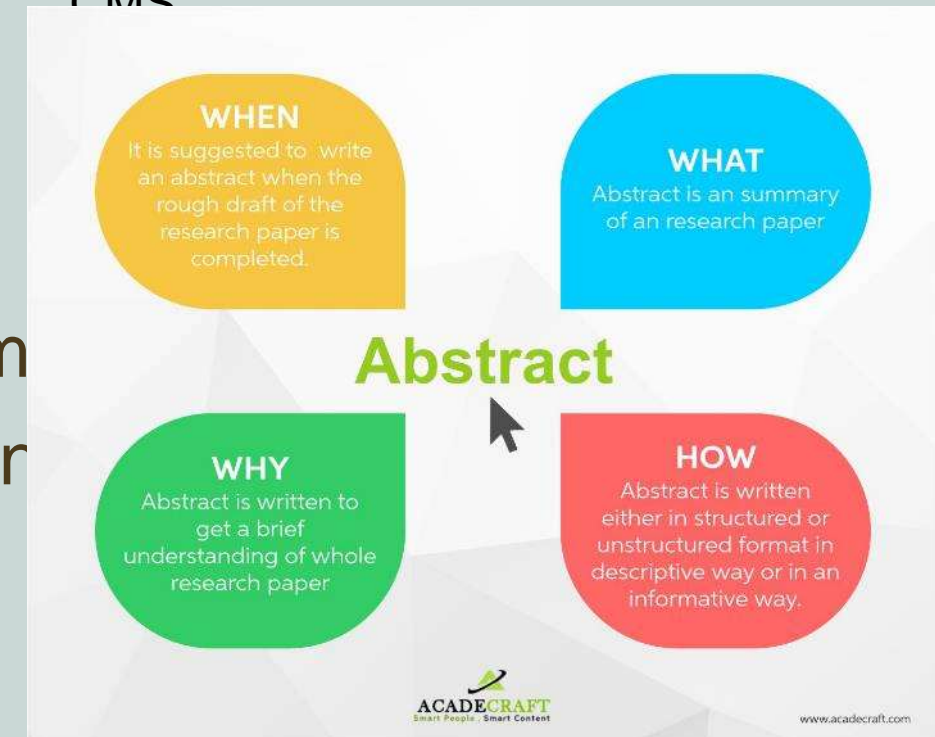 WHEN
It is suggested to write
an abstract when the
rough draft of the
research paper is
completed.
WHAT
Abstract is an summary
of an research paper
Abstract
WHY
Abstract is written to
get a brief
understanding of whole
research paper
HOW
Abstract is written
either in structured or
unstructured format in
descriptive way or in an
informative way.
ACADECRAFT
Smart People . Smart Content
www.acadecraft.com